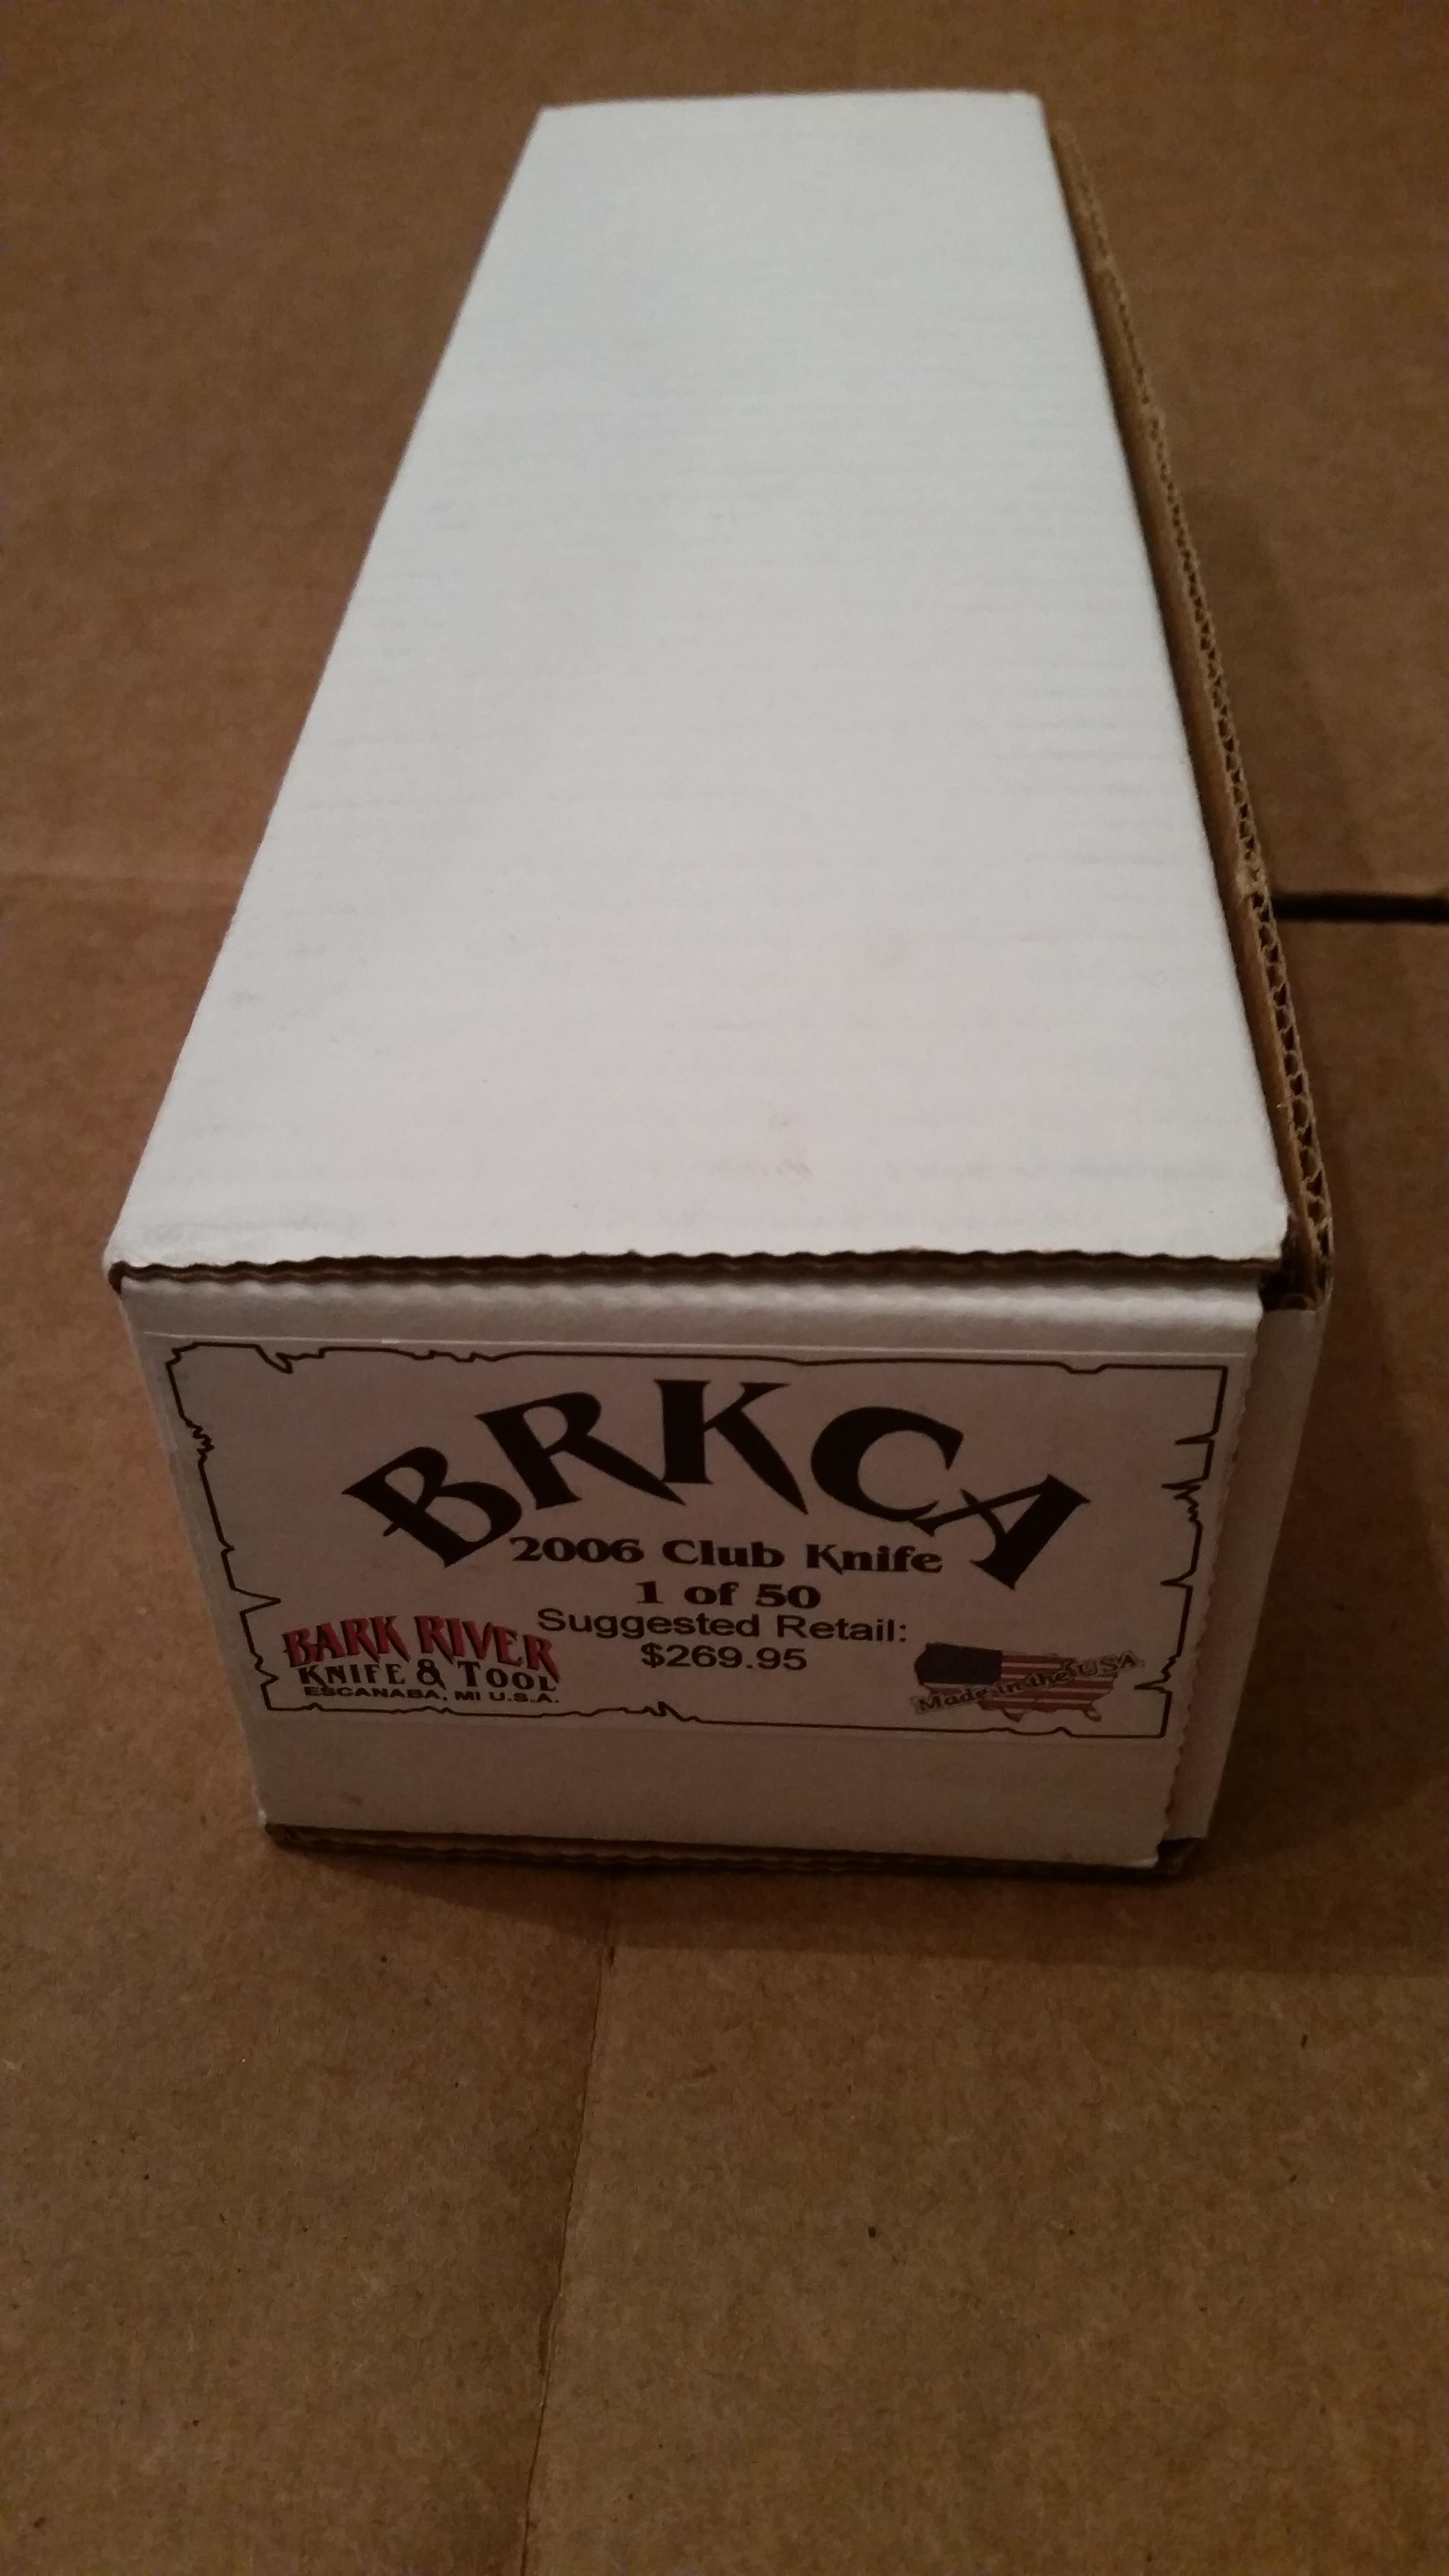 BRKCA
2006 Club Knife
1 of 50
Suggested Retail:
$269.95
BARK RIVER
KNIFE & TOOL
ESCANABA, MI U.S.A.
Made in the USA